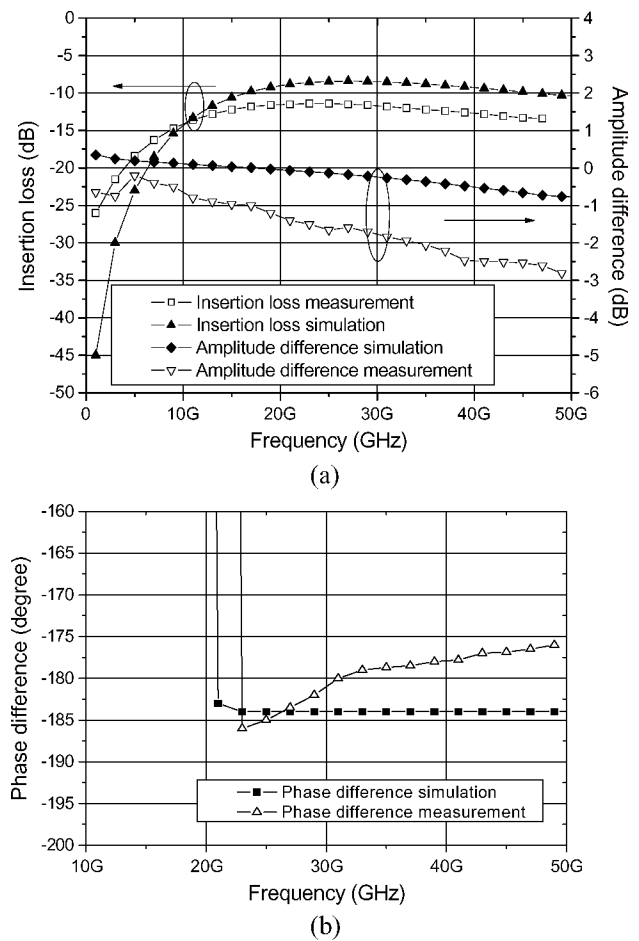 0
-5
-10
-15
-20
-25
-30
-35
-40
-45
-50
Insertion loss (dB)
4
3
2
1
0
-1
-2
-3
-4
-5
-6
Amplitude difference (dB)
Insertion loss measurement
Insertion loss simulation
Amplitude difference simulation
Amplitude difference measurement
0 10G 20G 30G 40G 50G
Frequency (GHz)
(a)
-160
-165
-170
-175
-180
-185
-190
-195
-200
Phase difference (degree)
Phase difference simulation
Phase difference measurement
10G 20G 30G 40G 50G
Frequency (GHz)
(b)